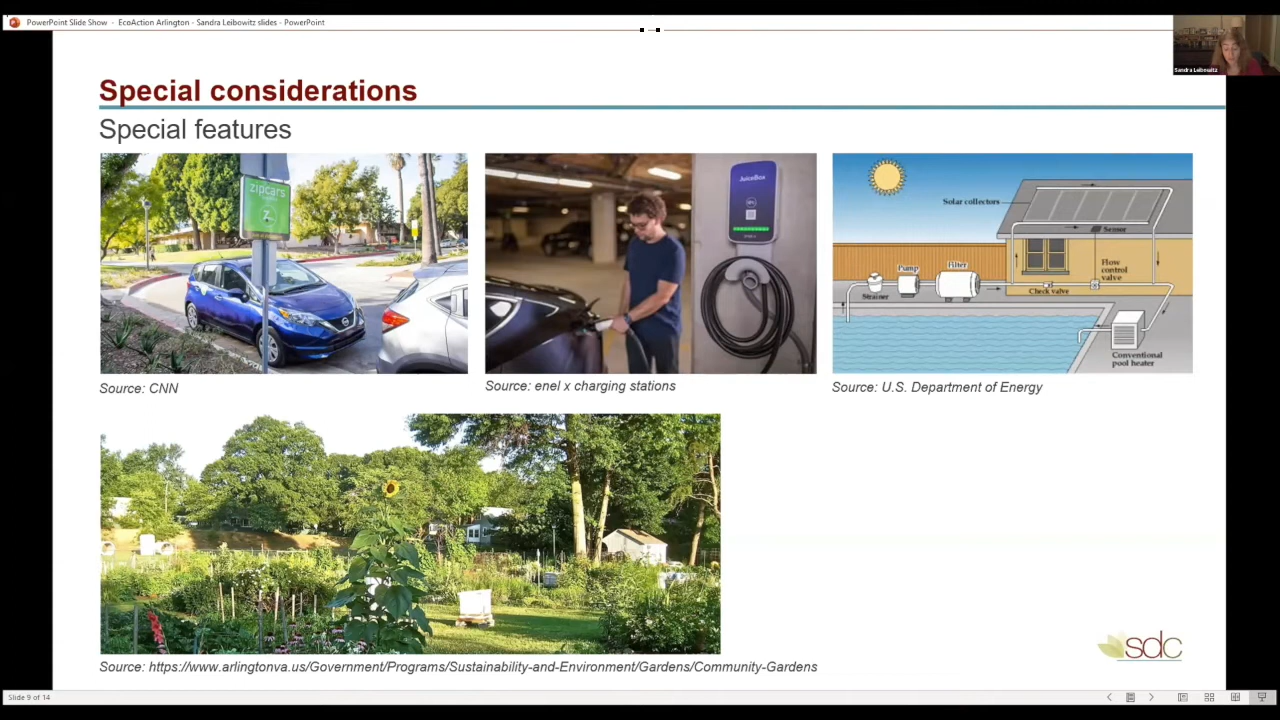 PowerPoint Slide Show - EcoAction Arlington - Sandra Leibowitz slides - PowerPoint
Sandra Leibowitz
Special considerations
Special features
zipcars
z
JuiceBox
Solar collectors
Sensor
Flow
control
valve
Pump
Filter
Strainer
Check valve
Conventional
pool heater
Source: CNN
Source: enel x charging stations
Source: U.S. Department of Energy
Source: https://www.arlingtonva.us/Government/Programs/Sustainability-and-Environment/Gardens/Community-Gardens
sdc
Slide 9 of 14